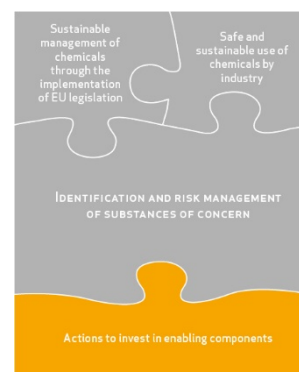 Sustainable
management of
chemicals
through the
implementation
of EU legislation
Safe and
sustainable use of
chemicals by
industry
IDENTIFICATION AND RISK MANAGEMENT
OF SUBSTANCES OF CONCERN
Actions to invest in enabling components